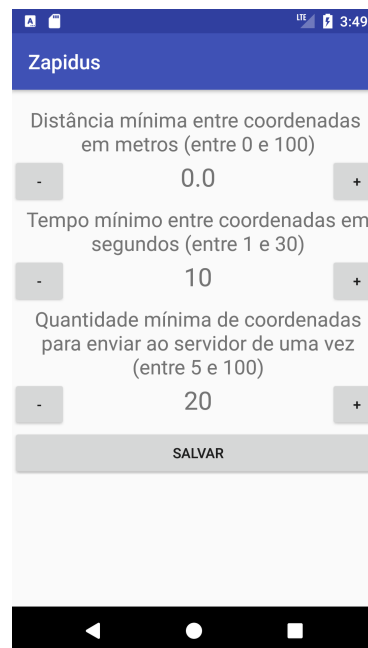 LTE 3:49
Zapidus
Distância mínima entre coordenadas
em metros (entre 0 e 100)
- 0.0 +
Tempo mínimo entre coordenadas em
segundos (entre 1 e 30)
- 10 +
Quantidade mínima de coordenadas
para enviar ao servidor de uma vez
(entre 5 e 100)
- 20 +
SALVAR